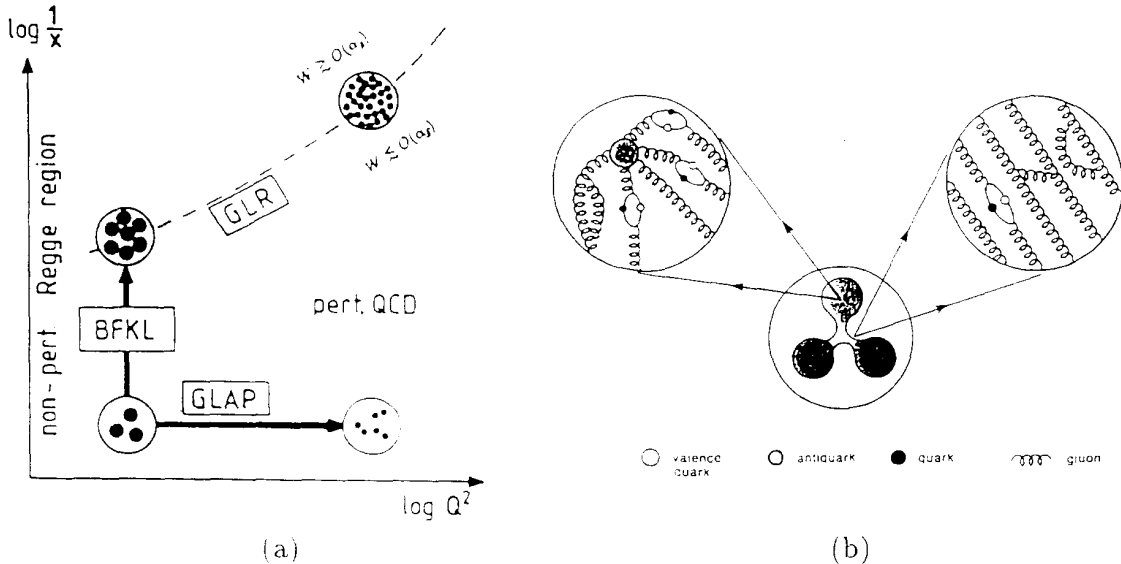 log 1/x
W ≳ O(αs)
W ≲ O(αs)
GLR
non-pert Regge region
BFKL
pert. QCD
GLAP
log Q²
(a)
valence
quark
antiquark
quark
gluon
(b)